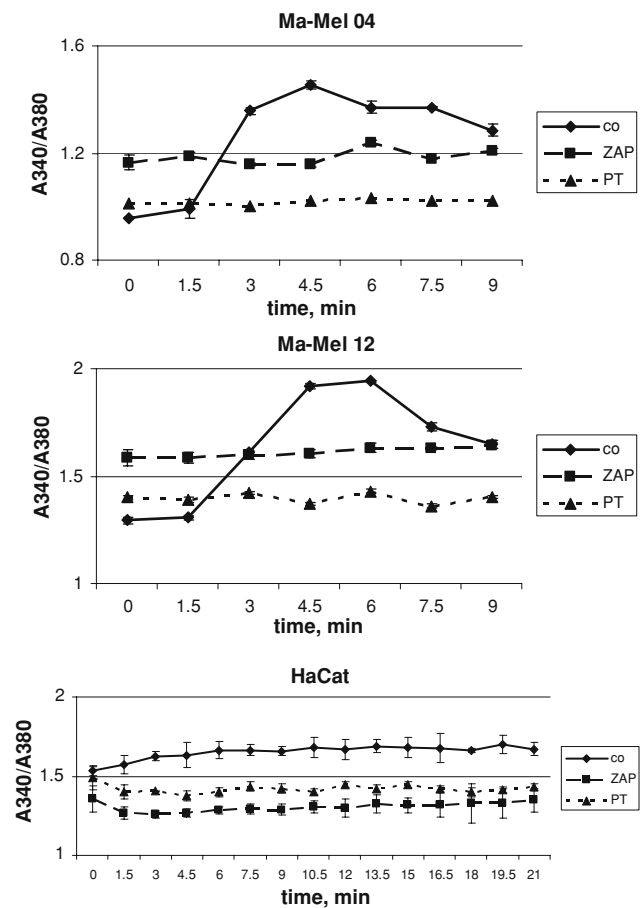 Ma-Mel 04
A340/A380
1.6
1.2
0.8
0 1.5 3 4.5 6 7.5 9
time, min
co
ZAP
PT
Ma-Mel 12
A340/A380
2
1.5
1
0 1.5 3 4.5 6 7.5 9
time, min
co
ZAP
PT
HaCat
A340/A380
2
1.5
1
0 1.5 3 4.5 6 7.5 9 10.5 12 13.5 15 16.5 18 19.5 21
time, min
co
ZAP
PT